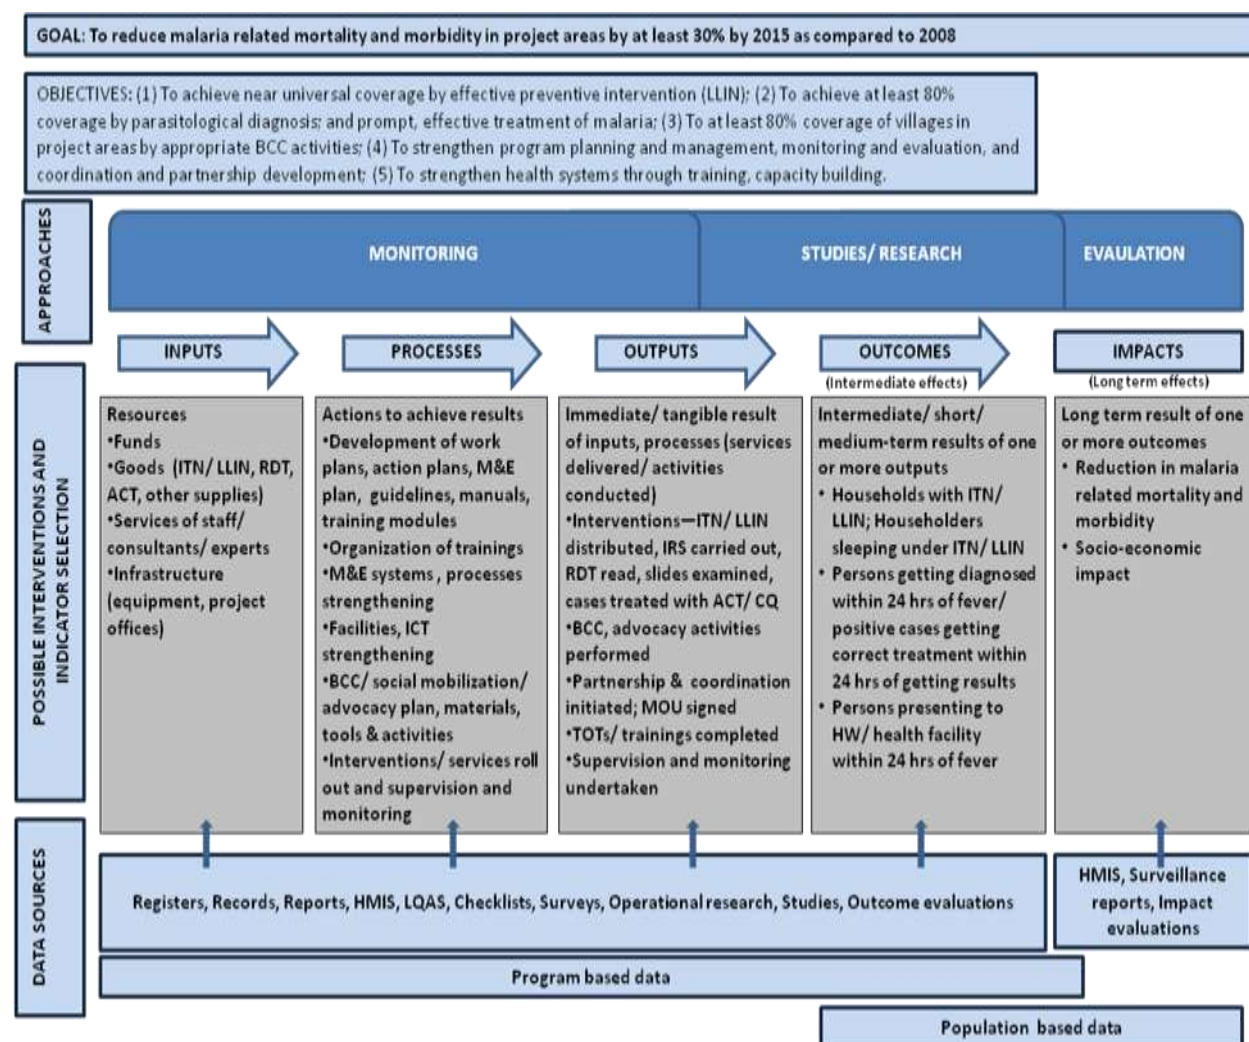 GOAL: To reduce malaria related mortality and morbidity in project areas by at least 30% by 2015 as compared to 2008
OBJECTIVES: (1) To achieve near universal coverage by effective preventive intervention (LLIN); (2) To achieve at least 80%
coverage by parasitological diagnosis; and prompt, effective treatment of malaria; (3) To at least 80% coverage of villages in
project areas by appropriate BCC activities; (4) To strengthen program planning and management, monitoring and evaluation, and
coordination and partnership development; (5) To strengthen health systems through training, capacity building.
APPROACHES
MONITORING
STUDIES/ RESEARCH
EVAULATION
INPUTS
PROCESSES
OUTPUTS
OUTCOMES
(Intermediate effects)
IMPACTS
(Long term effects)
POSSIBLE INTERVENTIONS AND
INDICATOR SELECTION
Resources
•Funds
•Goods (ITN/ LLIN, RDT,
ACT, other supplies)
•Services of staff/
consultants/ experts
•Infrastructure
(equipment, project
offices)
Actions to achieve results
•Development of work
plans, action plans, M&E
plan, guidelines, manuals,
training modules
•Organization of trainings
•M&E systems , processes
strengthening
•Facilities, ICT
strengthening
•BCC/ social mobilization/
advocacy plan, materials,
tools & activities
•Interventions/ services roll
out and supervision and
monitoring
Immediate/ tangible result
of inputs, processes (services
delivered/ activities
conducted)
•Interventions—ITN/ LLIN
distributed, IRS carried out,
RDT read, slides examined,
cases treated with ACT/ CQ
•BCC, advocacy activities
performed
•Partnership & coordination
initiated; MOU signed
•TOTs/ trainings completed
•Supervision and monitoring
undertaken
Intermediate/ short/
medium-term results of one
or more outputs
• Households with ITN/
LLIN; Householders
sleeping under ITN/ LLIN
• Persons getting diagnosed
within 24 hrs of fever/
positive cases getting
correct treatment within
24 hrs of getting results
• Persons presenting to
HW/ health facility
within 24 hrs of fever
Long term result of one
or more outcomes
• Reduction in malaria
related mortality and
morbidity
• Socio-economic
impact
DATA SOURCES
Registers, Records, Reports, HMIS, LQAS, Checklists, Surveys, Operational research, Studies, Outcome evaluations
HMIS, Surveillance
reports, Impact
evaluations
Program based data
Population based data